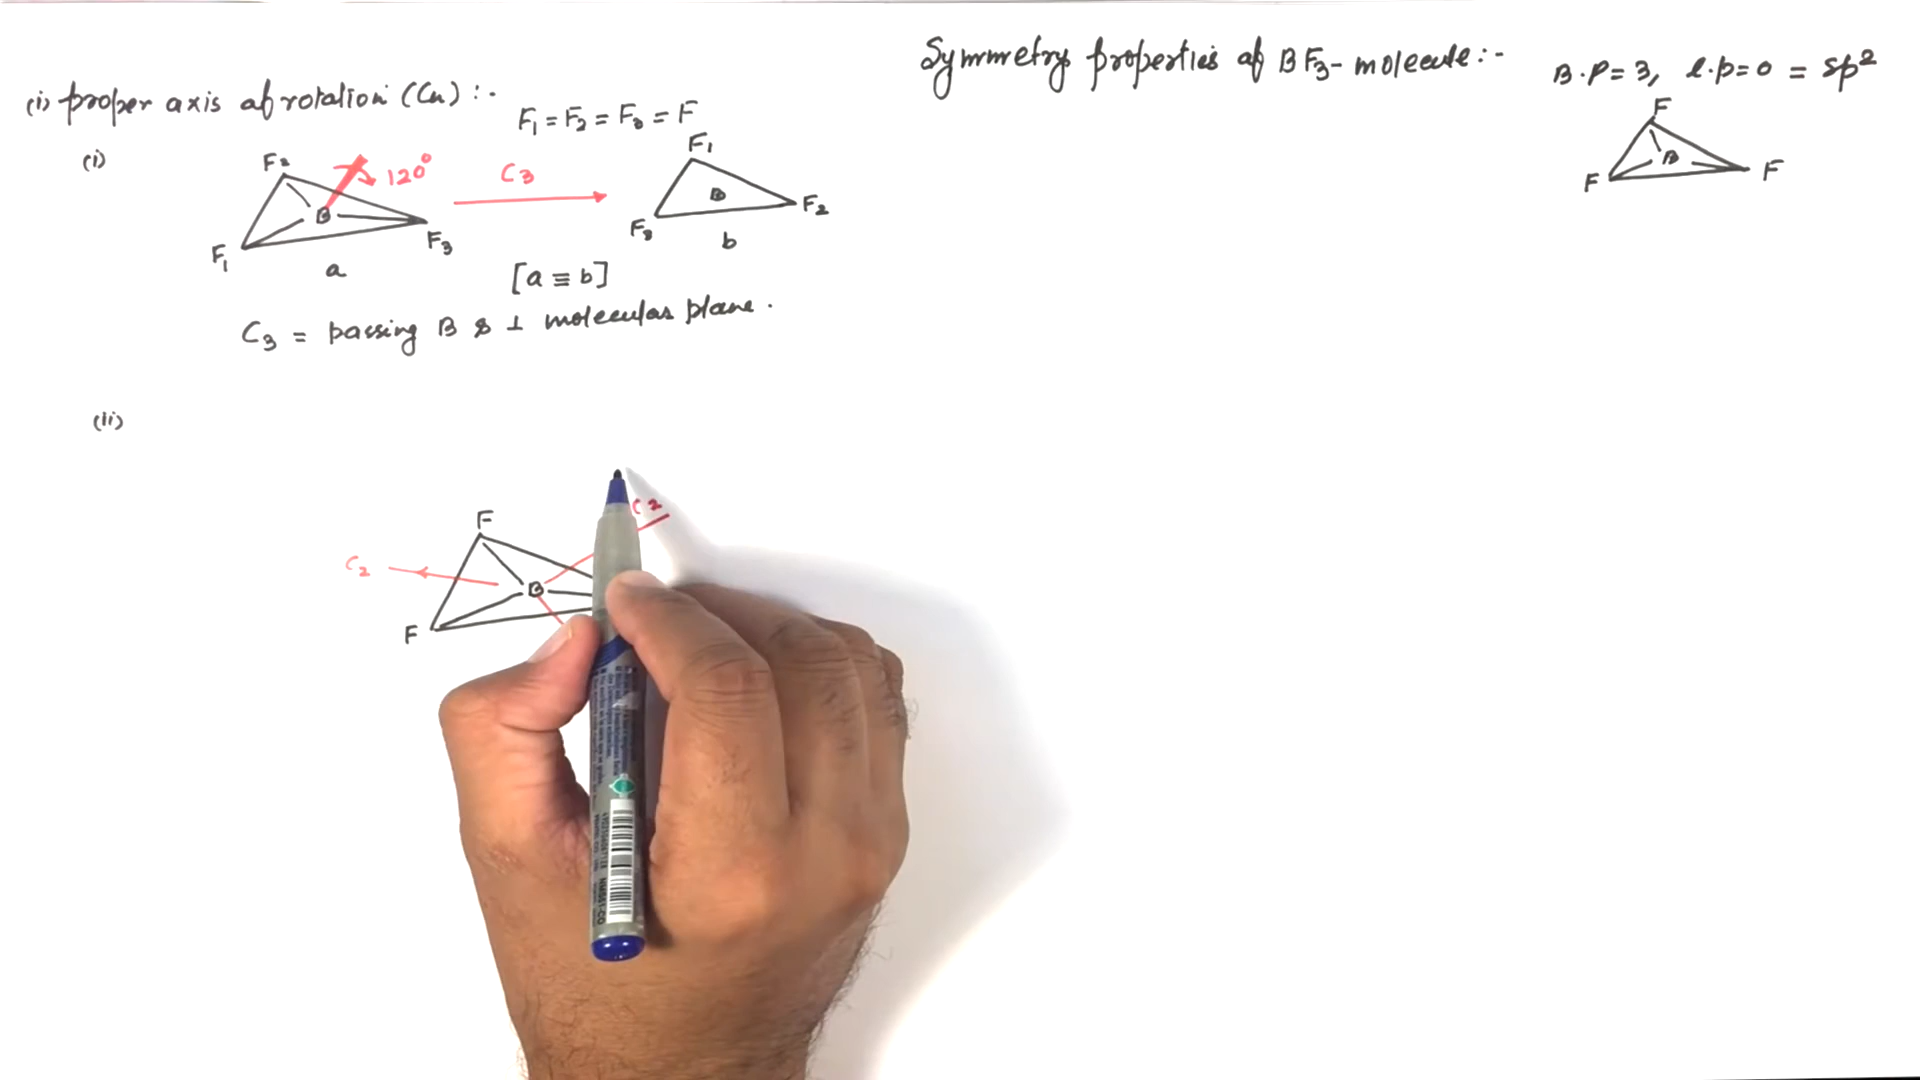 Symmetry properties of BF3- molecule:-
B.P=3, l.p=0 = sp²
F
B
F F
(i) proper axis of rotation (Cn) :-
F1 = F2 = F3 = F
(i)
F2 120° C3 F1
B B
F1 F3 F3 F2
a b
[a ≡ b]
C3 = passing B & ⊥ molecular plane.
(ii)
F C2
C2 B
F